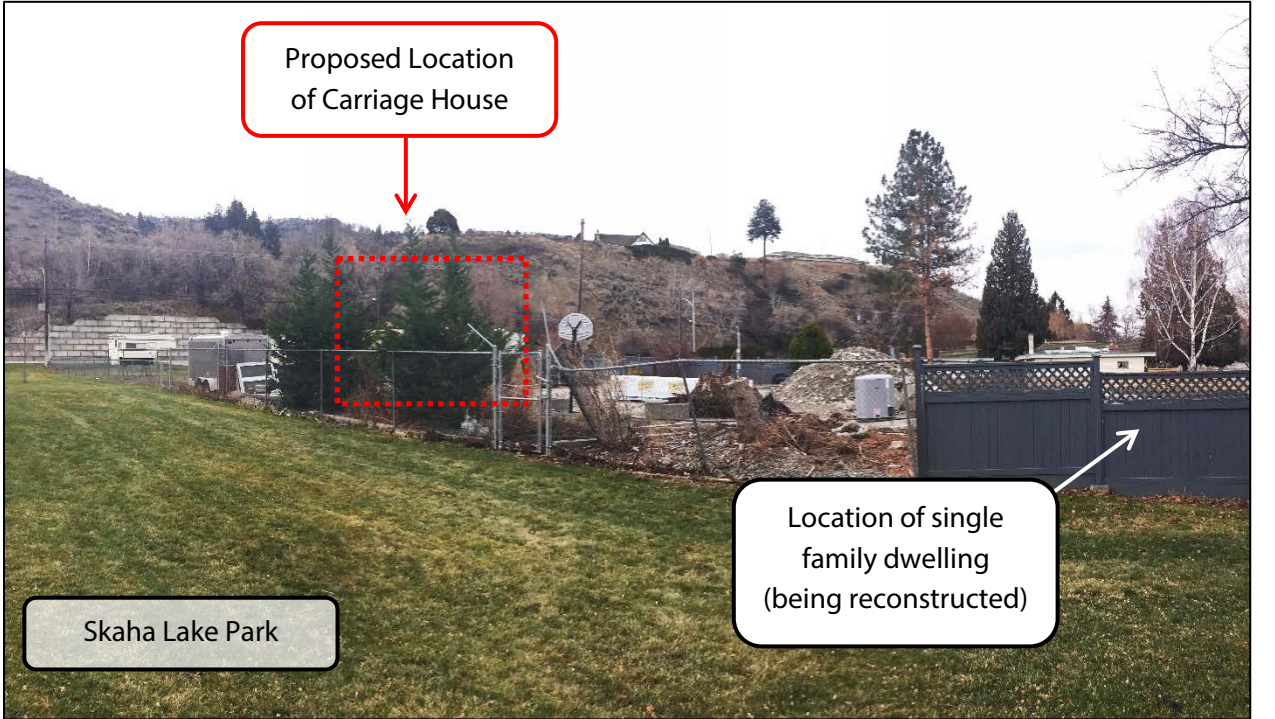 Proposed Location
of Carriage House
Location of single
family dwelling
(being reconstructed)
Skaha Lake Park